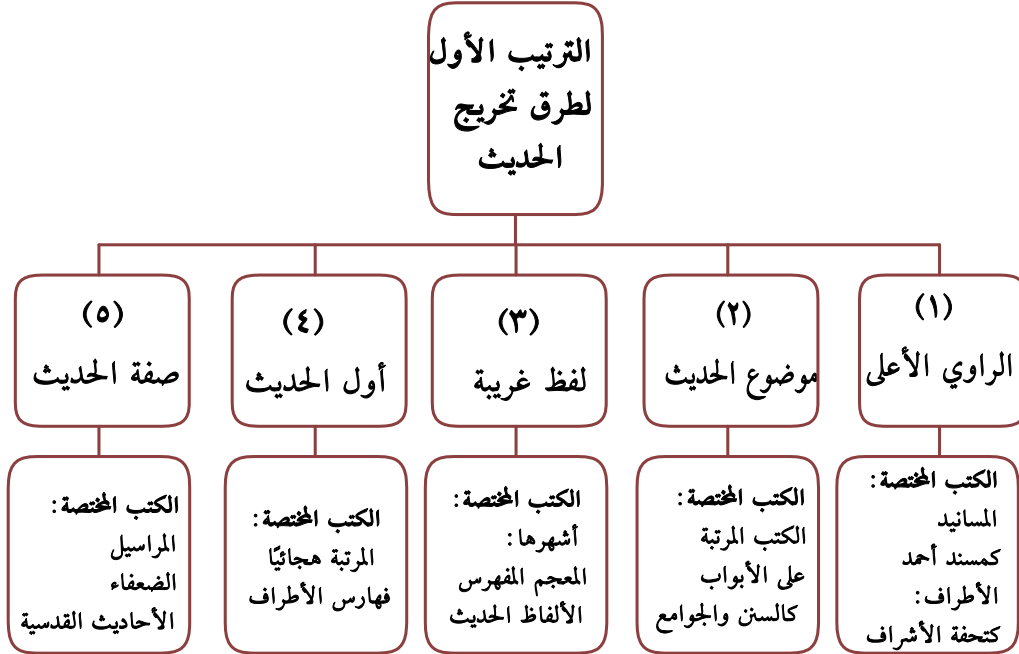 الترتيب الأول
لطرق تخريج
الحديث
(١)
الراوي الأعلى
(٢)
موضوع الحديث
(٣)
لفظ غريبة
(٤)
أول الحديث
(٥)
صفة الحديث
الكتب المختصة:
المسانيد
كمسند أحمد
الأطراف:
كتحفة الأشراف
الكتب المختصة:
الكتب المرتبة
على الأبواب
كالسنن والجوامع
الكتب المختصة:
أشهرها:
المعجم المفهرس
الألفاظ الحديث
الكتب المختصة:
المرتبة هجائيًا
فهارس الأطراف
الكتب المختصة:
المراسيل
الضعفاء
الأحاديث القدسية